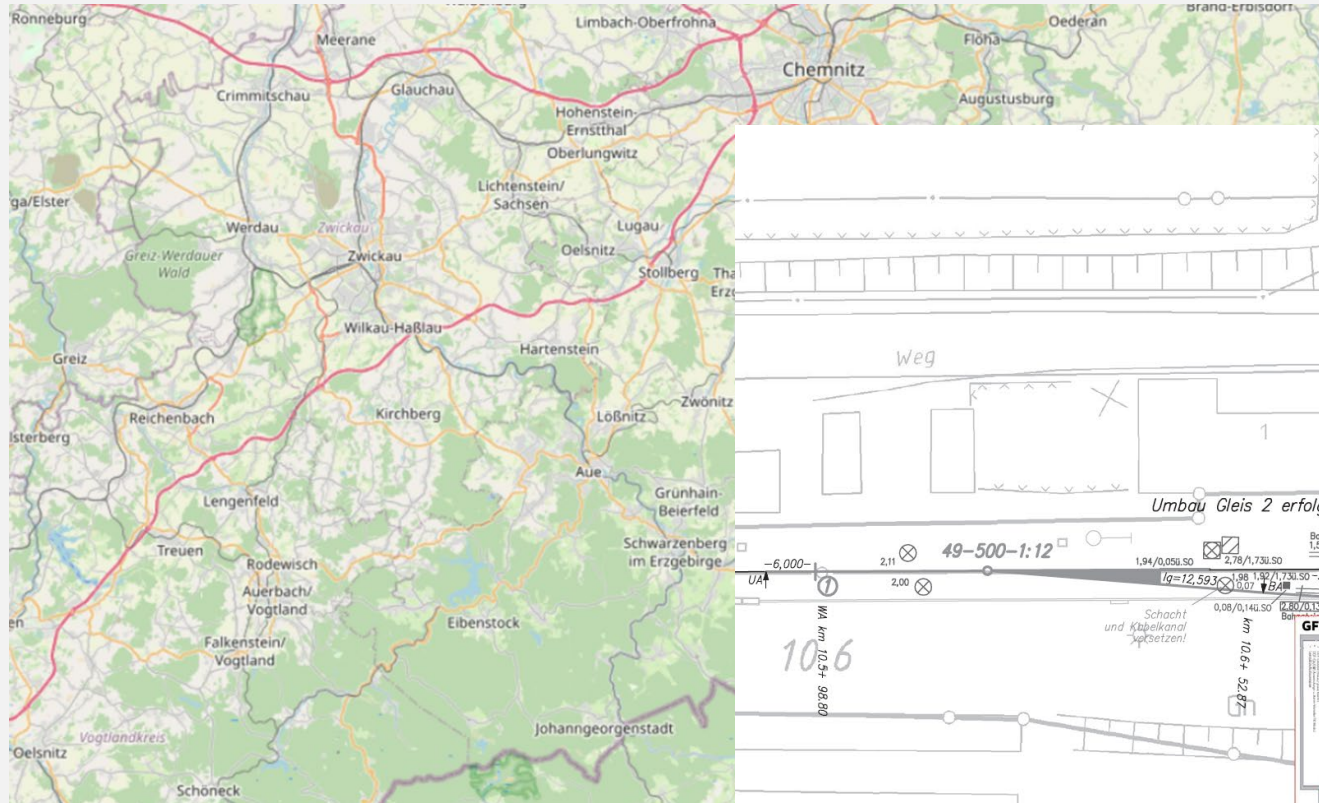 Ronneburg
Limbach-Oberfrohna
Oederan
Brand-Erbisdorf
Meerane
Flöha
Chemnitz
Crimmitschau
Glauchau
Augustusburg
Hohenstein-
Ernstthal
Oberlungwitz
Lichtenstein/
Sachsen
ga/Elster
Werdau
Zwickau
Lugau
Greiz-Werdauer
Wald
Zwickau
Oelsnitz
Stollberg
Tha
Erzg
Wilkau-Haßlau
Greiz
Hartenstein
Weg
Reichenbach
Kirchberg
Lößnitz
Zwönitz
lsterberg
1
Aue
Lengenfeld
Grünhain-
Beierfeld
Umbau Gleis 2 erfolg
Treuen
Schwarzenberg
im Erzgebirge
49-500-1:12
2,11
1,94/0,05ü.SO
2,78/1,73ü.SO
Rodewisch
-6,000-
UA
2,00
lg=12,593
1,98
0,07
1,92/1,73ü.SO
BA
Auerbach/
Vogtland
0,08/0,14ü.SO
2,80/0,13
Eibenstock
Schacht
und Kabelkanal
versetzen!
Falkenstein/
Vogtland
10.6
WA km 10.5+ 98.80
km 10.6+ 52.87
GF
Johanngeorgenstadt
Vogtlandkreis
Oelsnitz
Schöneck